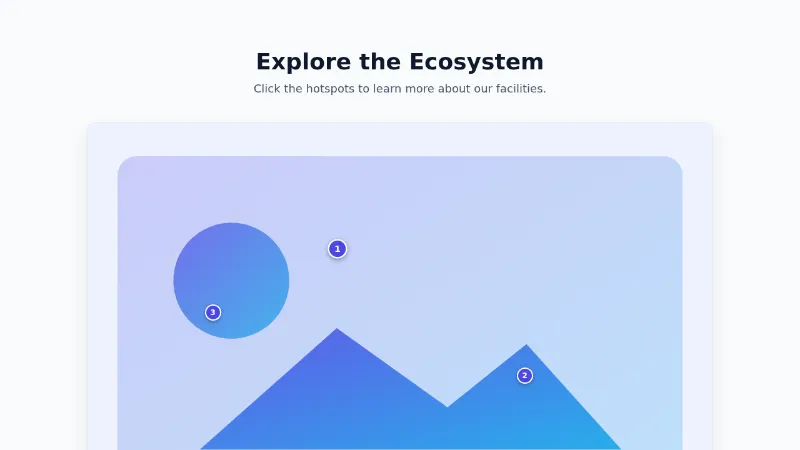 Explore the Ecosystem
Click the hotspots to learn more about our facilities.
1
3
2